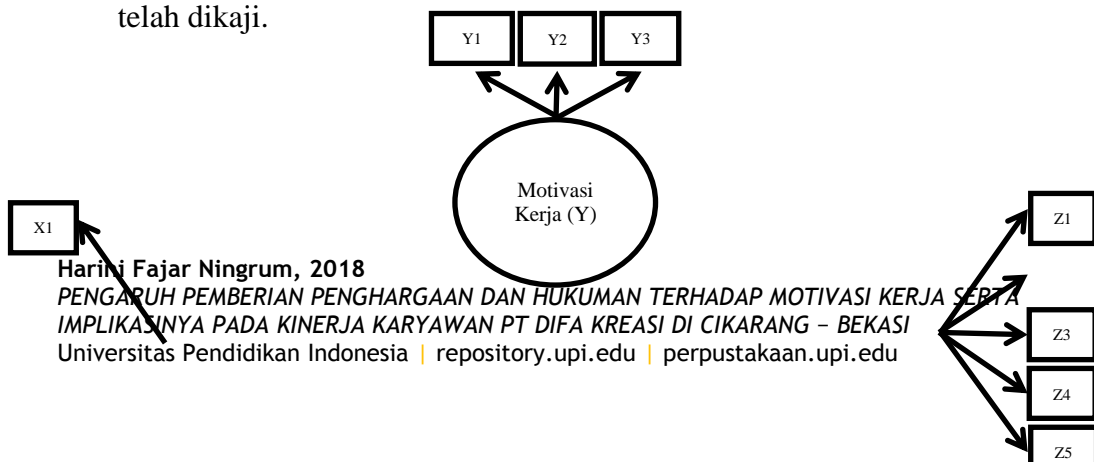 telah dikaji.
Y1 Y2 Y3
Motivasi
Kerja (Y)
X1
Z1
Harini Fajar Ningrum, 2018
PENGARUH PEMBERIAN PENGHARGAAN DAN HUKUMAN TERHADAP MOTIVASI KERJA SERTA
IMPLIKASINYA PADA KINERJA KARYAWAN PT DIFA KREASI DI CIKARANG – BEKASI
Universitas Pendidikan Indonesia | repository.upi.edu | perpustakaan.upi.edu
Z3
Z4
Z5